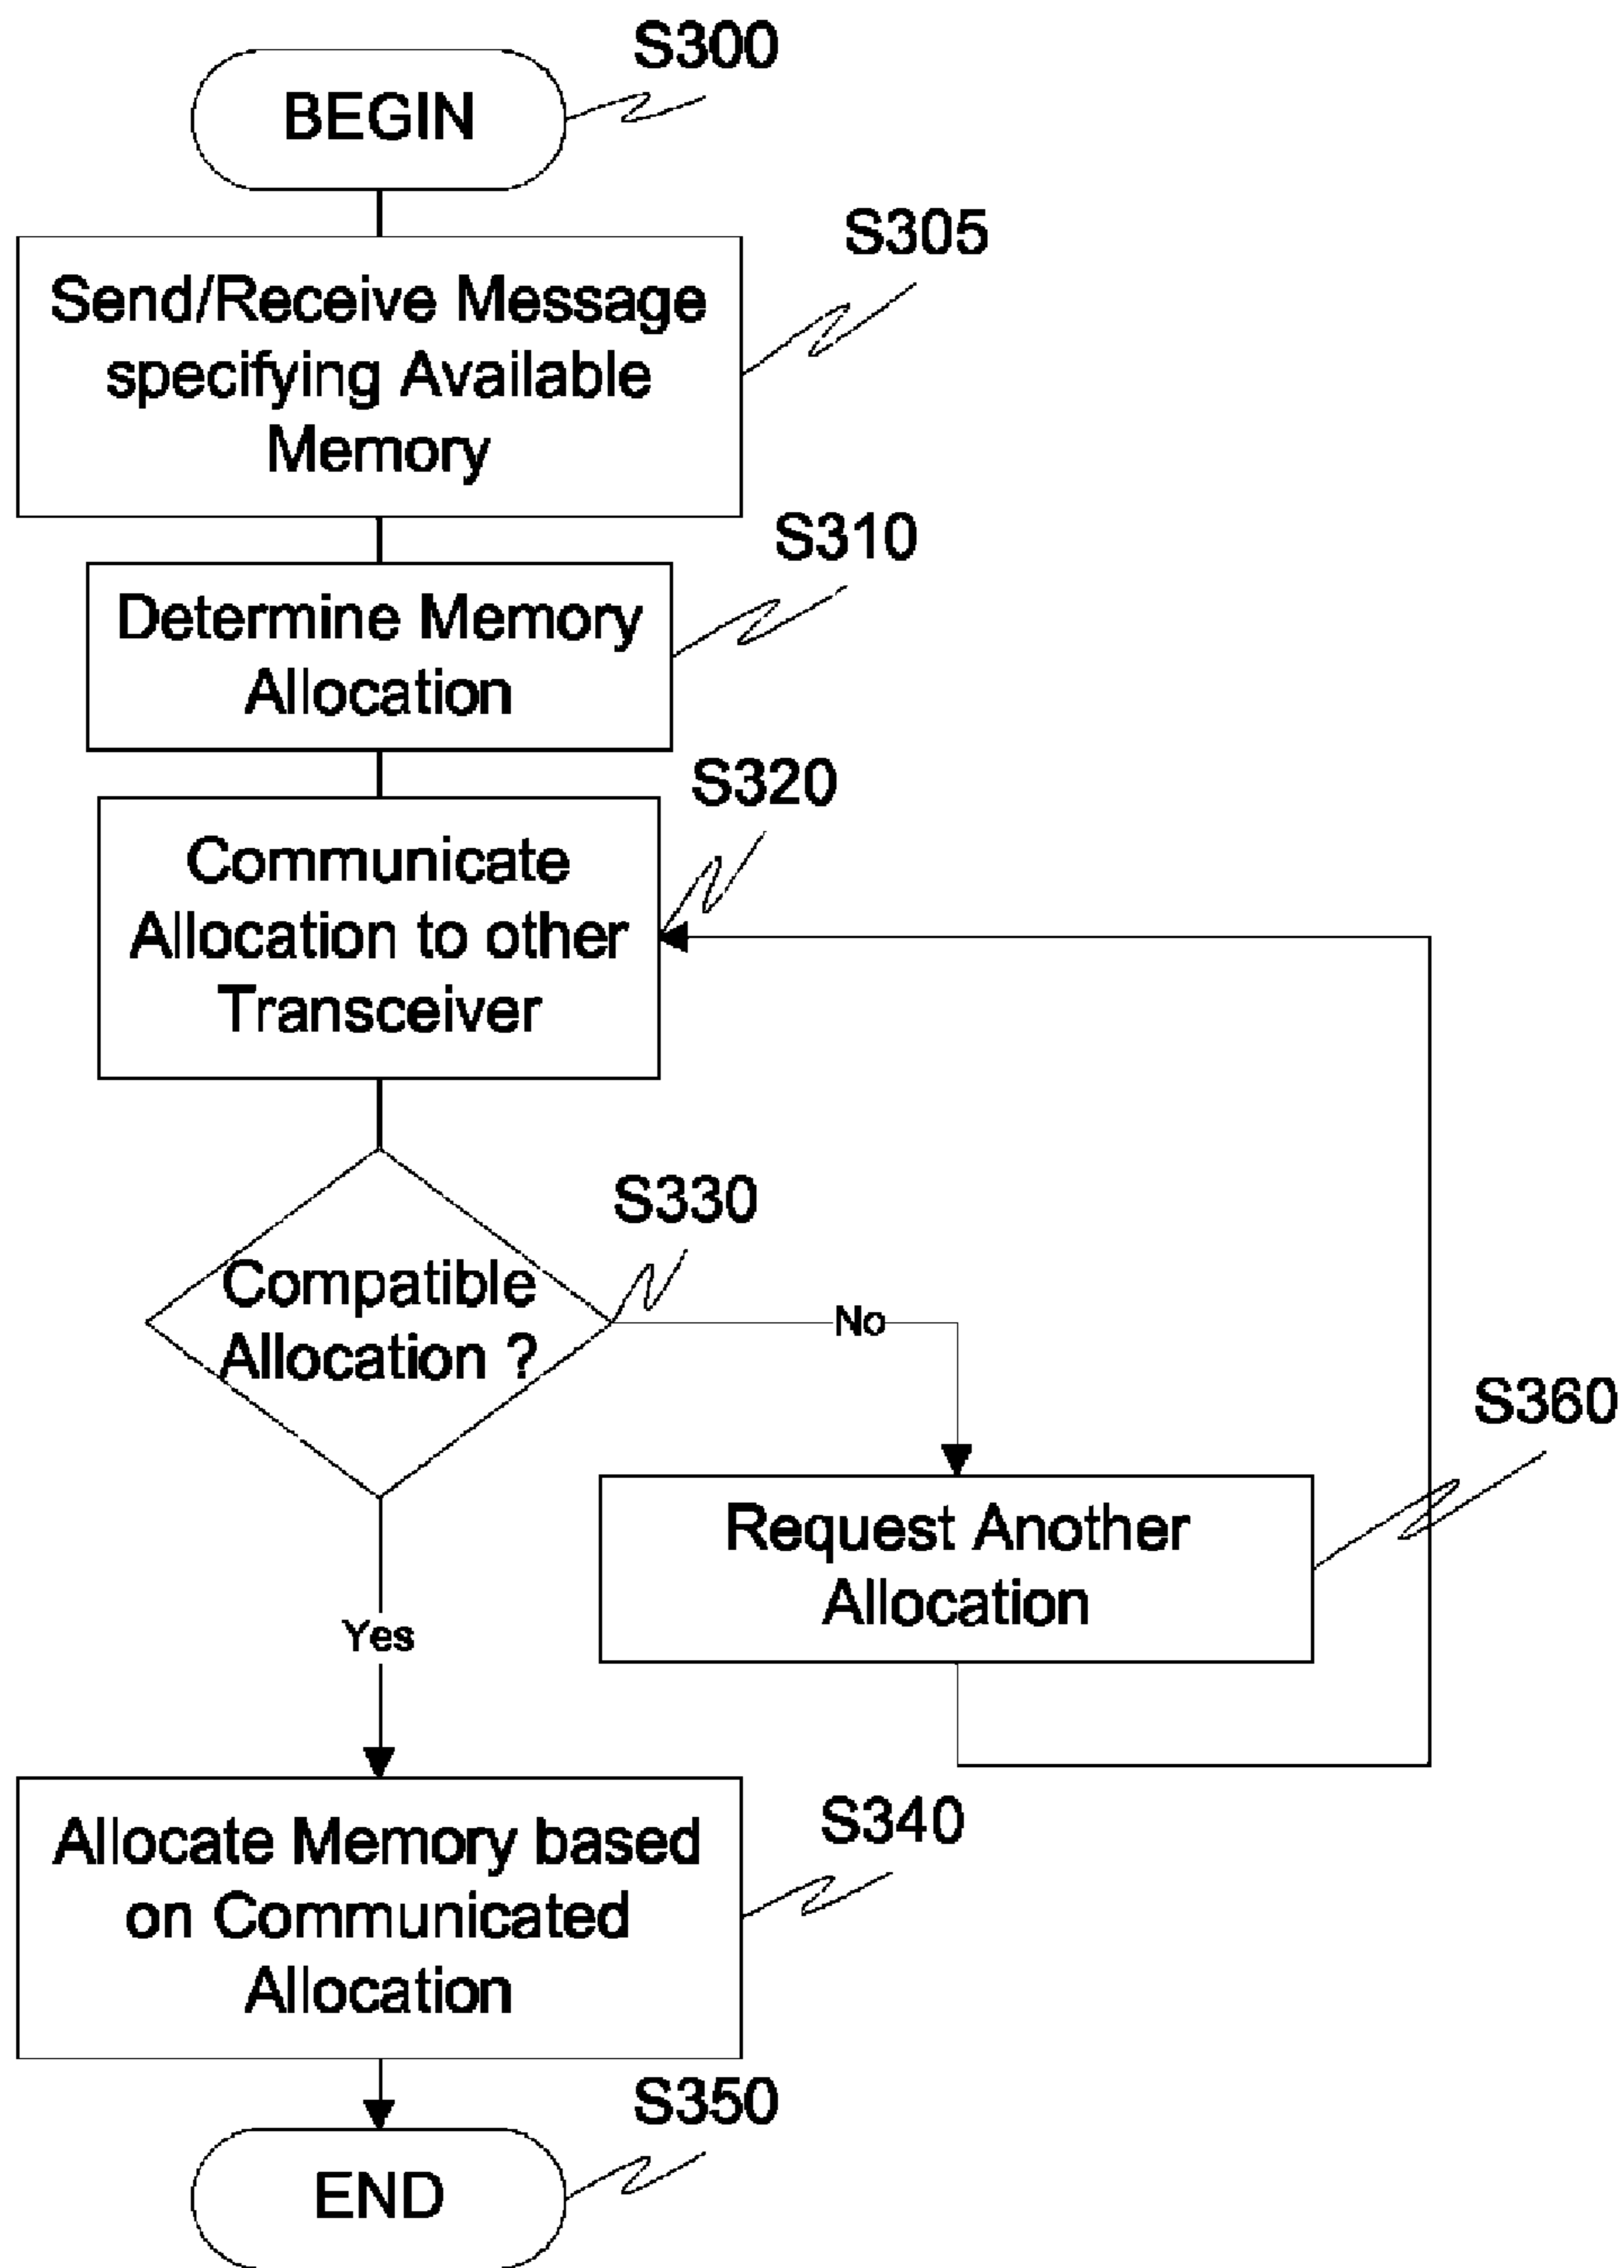 S300
BEGIN
S305
Send/Receive Message
specifying Available
Memory
S310
Determine Memory
Allocation
S320
Communicate
Allocation to other
Transceiver
S330
Compatible
Allocation ?
No
S360
Request Another
Allocation
Yes
S340
Allocate Memory based
on Communicated
Allocation
S350
END